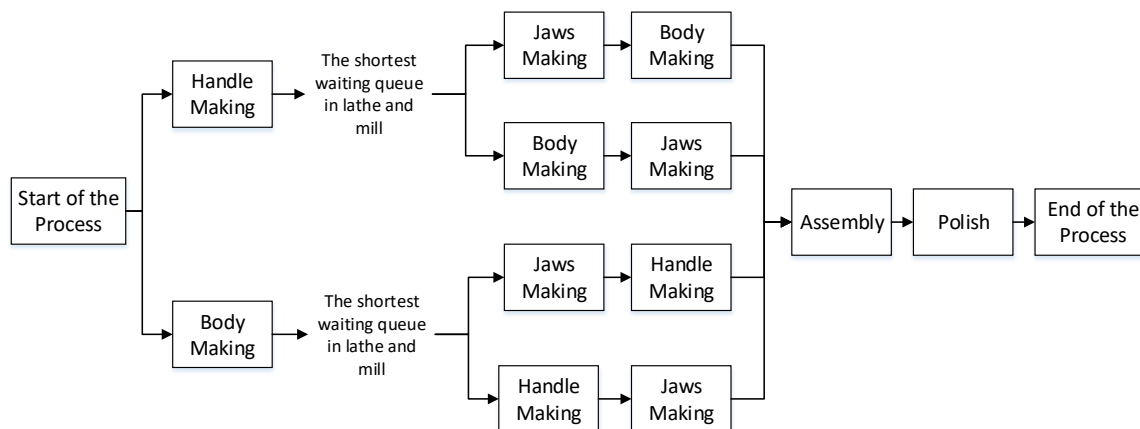 Start of the
Process
Handle
Making
The shortest
waiting queue
in lathe and
mill
Jaws
Making
Body
Making
Body
Making
Jaws
Making
Body
Making
The shortest
waiting queue
in lathe and
mill
Jaws
Making
Handle
Making
Handle
Making
Jaws
Making
Assembly
Polish
End of the
Process